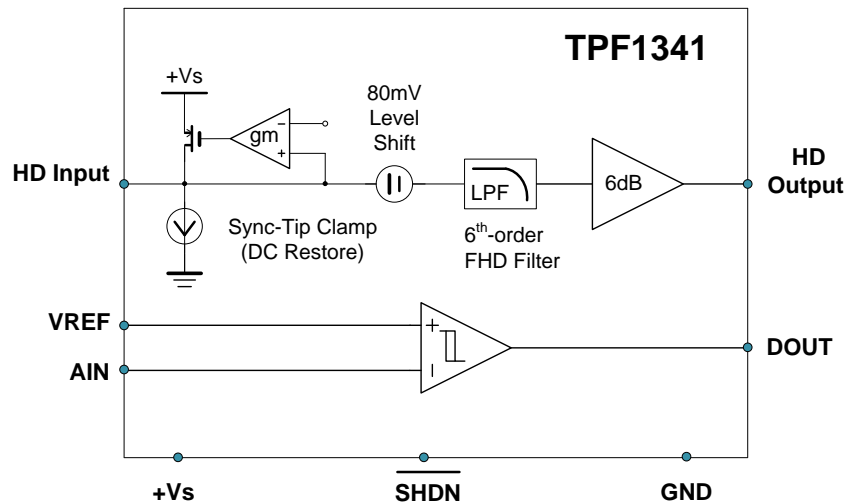 TPF1341
+Vs
80mV
Level
Shift
gm
−
+
HD Input
LPF
6dB
HD
Output
Sync-Tip Clamp
(DC Restore)
6th-order
FHD Filter
VREF
+
−
DOUT
AIN
+Vs
SHDN
GND